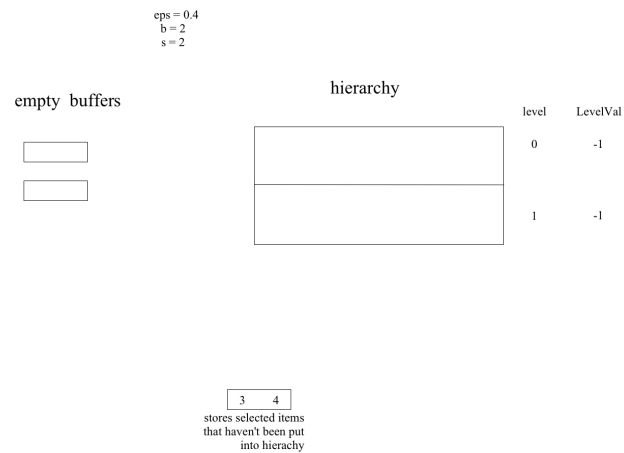 eps = 0.4
b = 2
s = 2
hierarchy
empty buffers
level LevelVal
0 -1
1 -1
3 4
stores selected items
that haven't been put
into hierachy